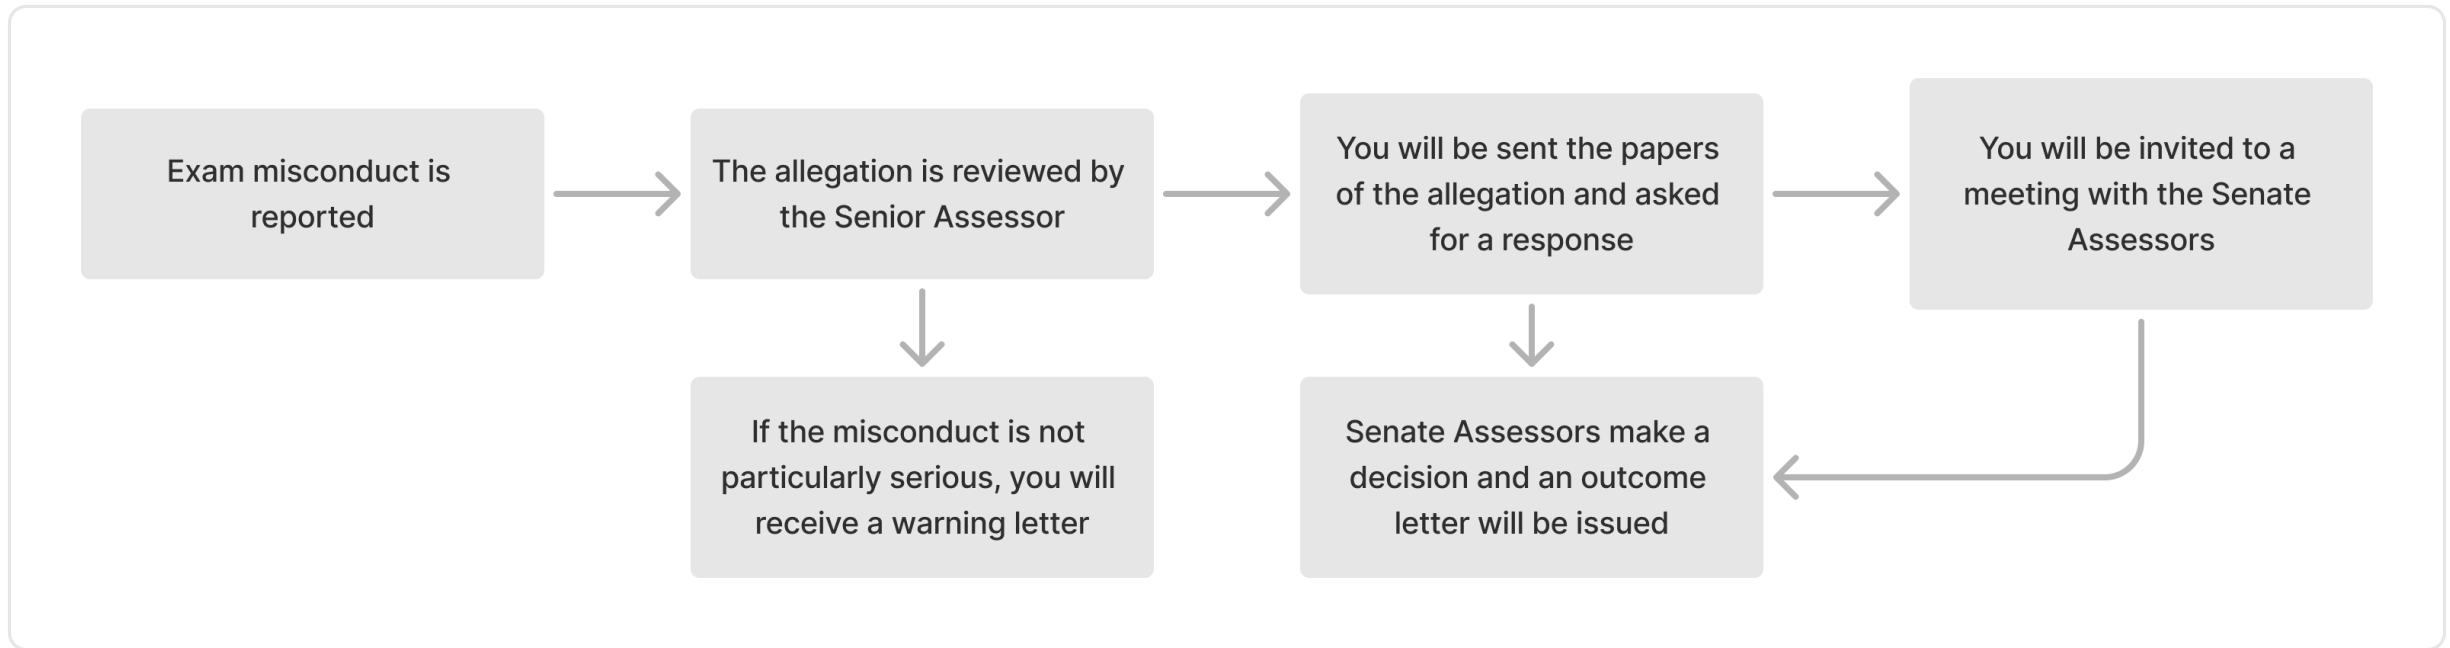 Exam misconduct is
reported
The allegation is reviewed by
the Senior Assessor
You will be sent the papers
of the allegation and asked
for a response
You will be invited to a
meeting with the Senate
Assessors
If the misconduct is not
particularly serious, you will
receive a warning letter
Senate Assessors make a
decision and an outcome
letter will be issued